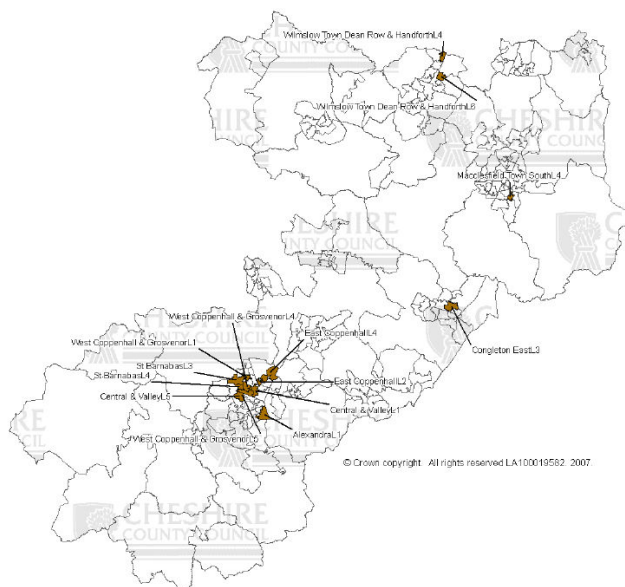 Wilmslow Town Dean Row & HandforthL4
Wilmslow Town Dean Row & HandforthL6
Macclesfield Town SouthL4
West Coppenhall & GrosvenorL4
West Coppenhall & GrosvenorL1
East CoppenhallL4
Congleton EastL3
St BarnabasL3
St BarnabasL4
East CoppenhallL2
Central & ValleyL5
Central & ValleyL1
West Coppenhall & GrosvenorL5
AlexandraL1
© Crown copyright. All rights reserved LA100019582, 2007.
CHESHIRE
COUNTY COUNCIL